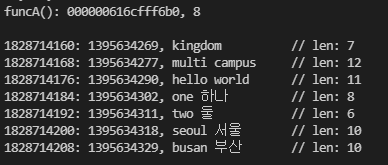 funcA(): 000000616cfff6b0, 8
1828714160: 1395634269, kingdom // len: 7
1828714168: 1395634277, multi campus // len: 12
1828714176: 1395634290, hello world // len: 11
1828714184: 1395634302, one 하나 // len: 8
1828714192: 1395634311, two 둘 // len: 6
1828714200: 1395634318, seoul 서울 // len: 10
1828714208: 1395634329, busan 부산 // len: 10